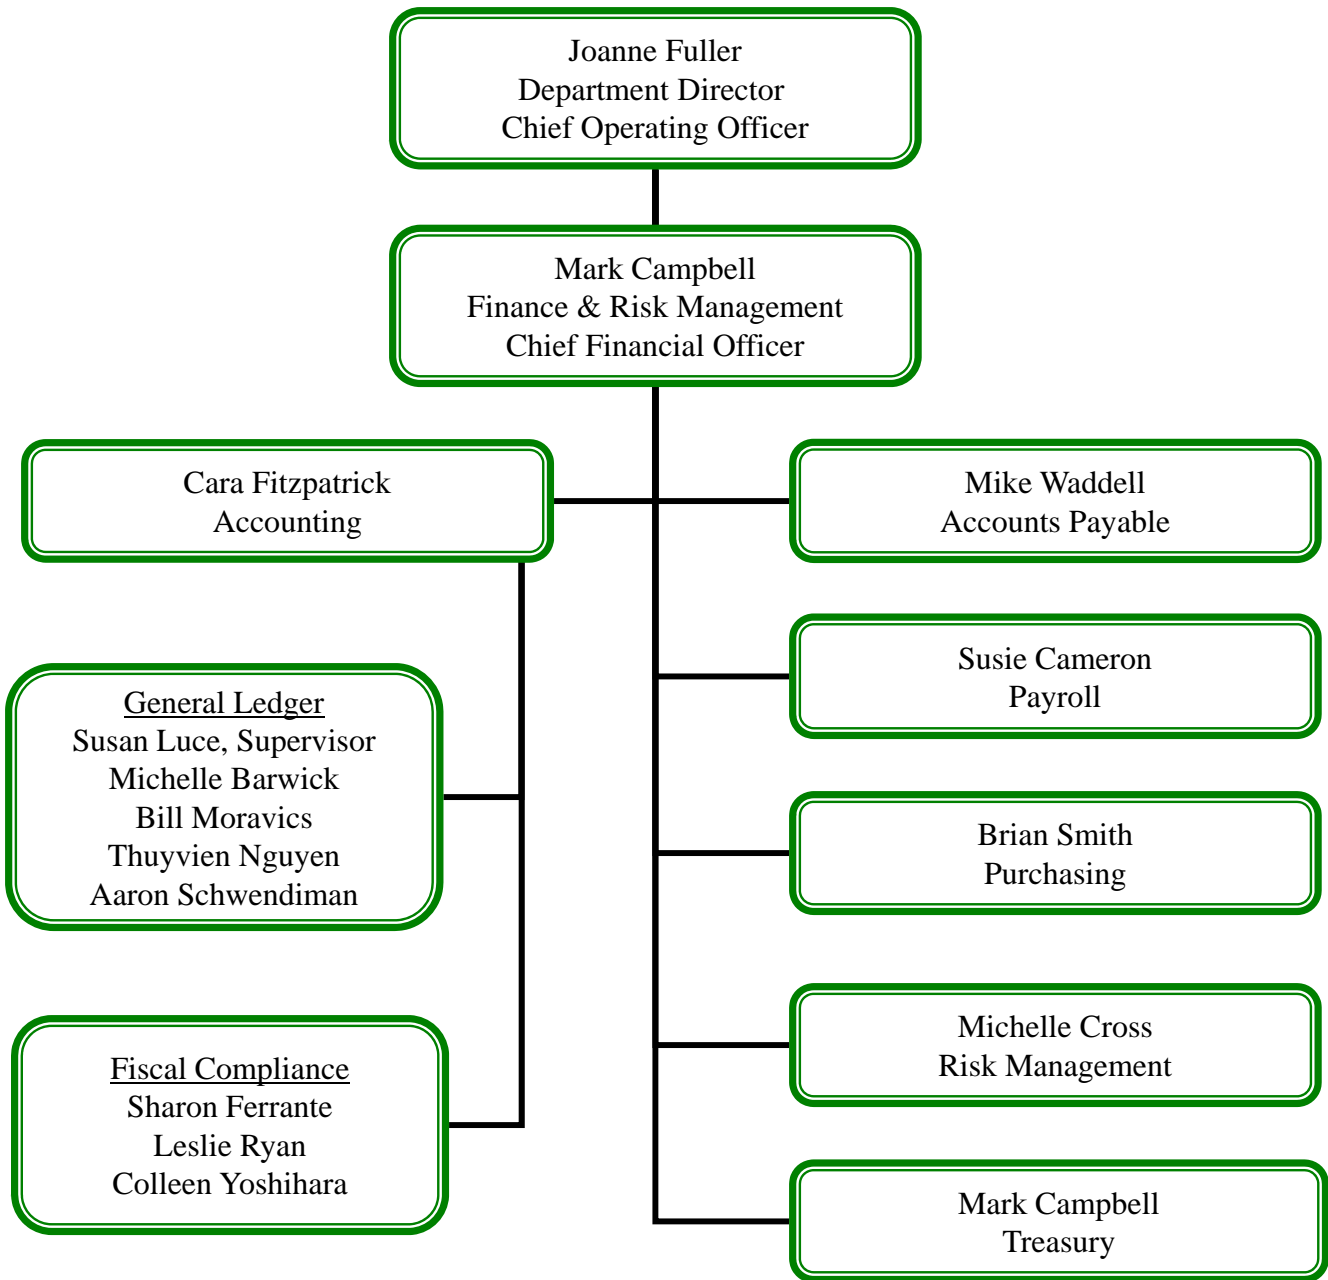 Joanne Fuller
Department Director
Chief Operating Officer
Mark Campbell
Finance & Risk Management
Chief Financial Officer
Cara Fitzpatrick
Accounting
Mike Waddell
Accounts Payable
Susie Cameron
Payroll
General Ledger
Susan Luce, Supervisor
Michelle Barwick
Bill Moravics
Thuyvien Nguyen
Aaron Schwendiman
Brian Smith
Purchasing
Michelle Cross
Risk Management
Fiscal Compliance
Sharon Ferrante
Leslie Ryan
Colleen Yoshihara
Mark Campbell
Treasury